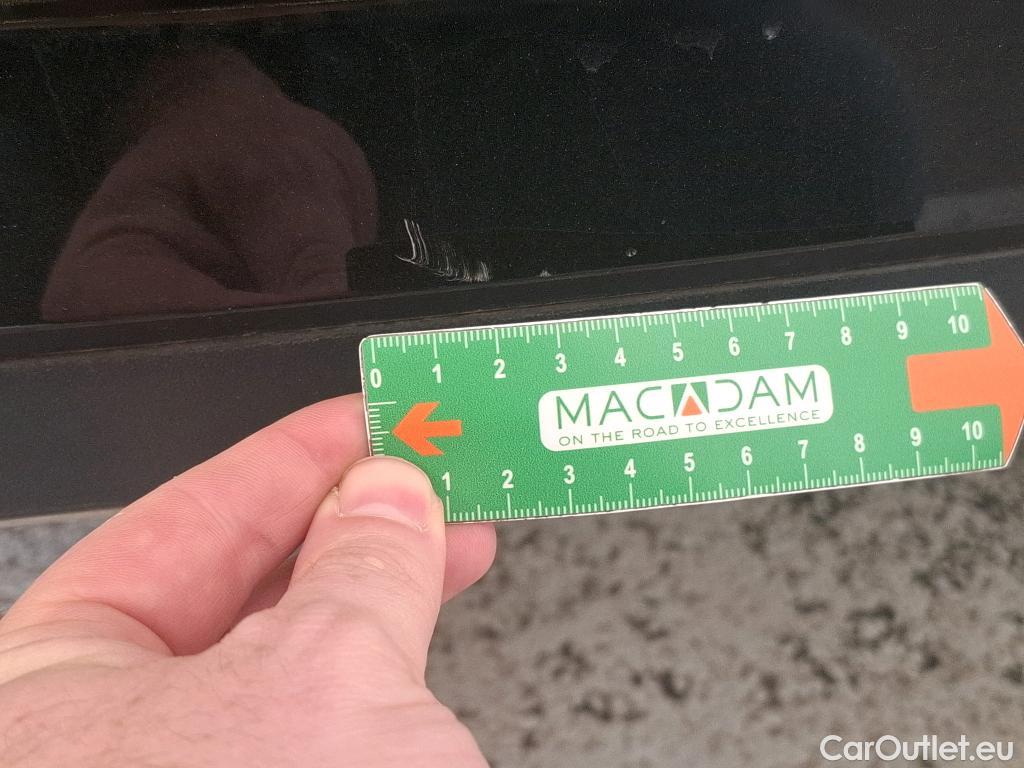 0 1 2 3 4 5 6 7 8 9 10
MACADAM
ON THE ROAD TO EXCELLENCE
1 2 3 4 5 6 7 8 9 10
CarOutlet.eu